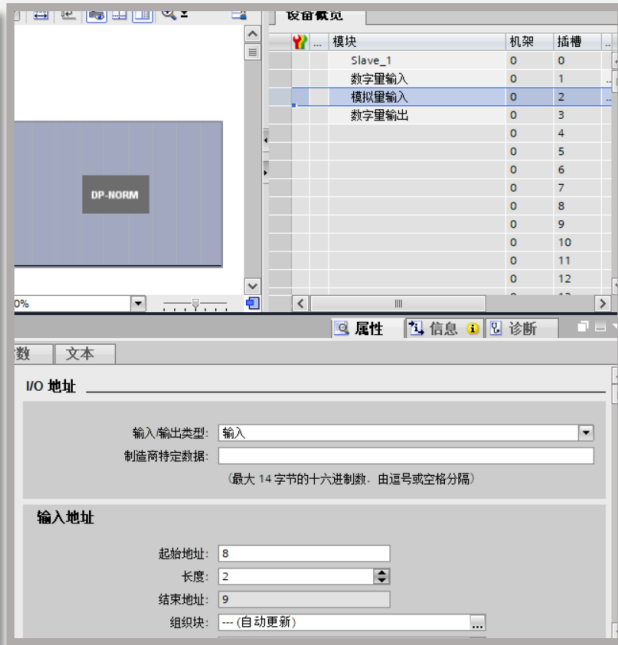 设备概览
... 模块 机架 插槽 ..
Slave_1 0 0
数字里输入 0 1 ..
模拟里输入 0 2 ..
数字里输出 0 3
0 4
0 5
0 6
0 7
0 8
0 9
0 10
0 11
0 12
DP-NORM
0%
属性 信息 诊断
数 文本
I/O 地址
输入/输出类型: 输入
制造商特定数据:
(最大 14 字节的十六进制数. 由逗号或空格分隔)
输入地址
起始地址: 8
长度: 2
结束地址: 9
组织块: --- (自动更新) ...